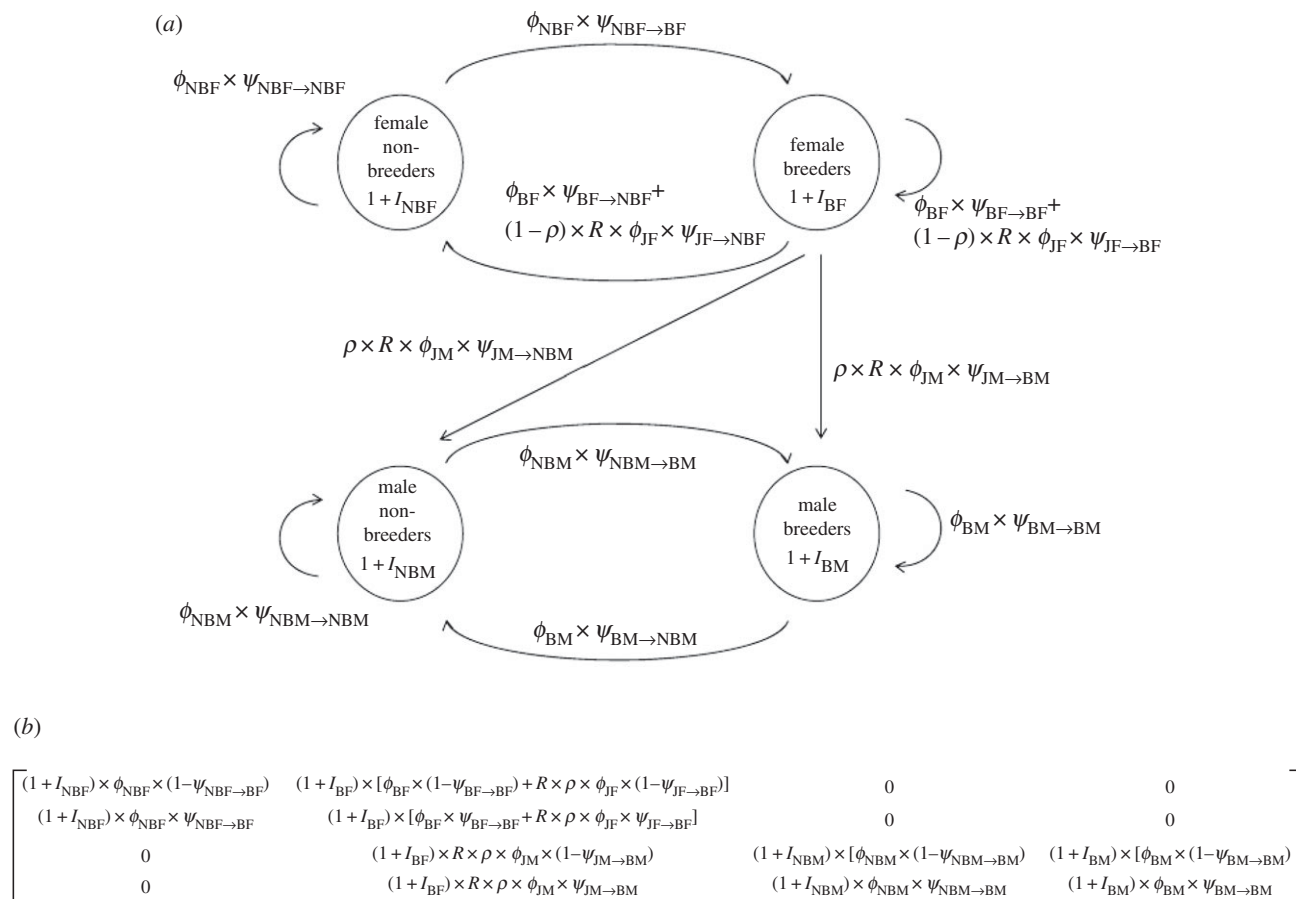 (a)
ϕNBF × ψNBF→BF
ϕNBF × ψNBF→NBF
female
non-
breeders
1 + INBF
female
breeders
1 + IBF
ϕBF × ψBF→NBF+
(1 – ρ) × R × ϕJF × ψJF→NBF
ϕBF × ψBF→BF+
(1 – ρ) × R × ϕJF × ψJF→BF
ρ × R × ϕJM × ψJM→NBM
ρ × R × ϕJM × ψJM→BM
ϕNBM × ψNBM→BM
male
non-
breeders
1 + INBM
male
breeders
1 + IBM
ϕBM × ψBM→BM
ϕNBM × ψNBM→NBM
ϕBM × ψBM→NBM
(b)
(1 + INBF) × ϕNBF × (1–ψNBF→BF) (1 + IBF) × [ϕBF × (1–ψBF→BF) + R × ρ × ϕJF × (1–ψJF→BF)] 0 0
(1 + INBF) × ϕNBF × ψNBF→BF (1 + IBF) × [ϕBF × ψBF→BF + R × ρ × ϕJF × ψJF→BF] 0 0
0 (1 + IBF) × R × ρ × ϕJM × (1–ψJM→BM) (1 + INBM) × [ϕNBM × (1–ψNBM→BM) (1 + IBM) × [ϕBM × (1–ψBM→BM)
0 (1 + IBF) × R × ρ × ϕJM × ψJM→BM (1 + INBM) × ϕNBM × ψNBM→BM (1 + IBM) × ϕBM × ψBM→BM